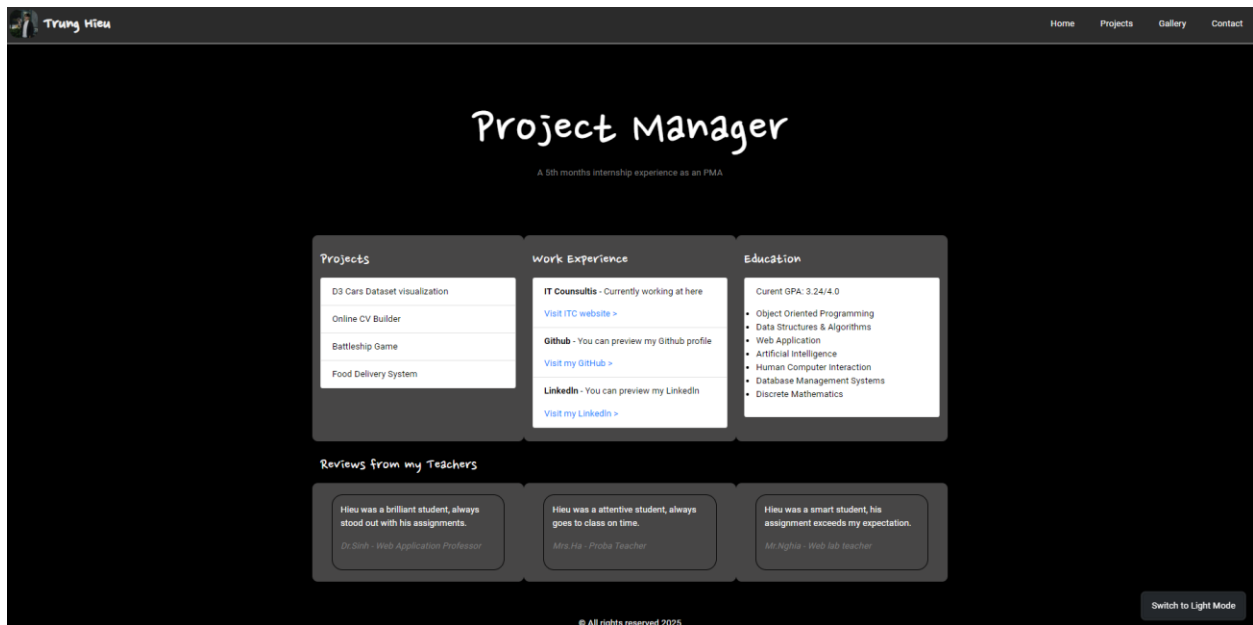 Trung Hieu
Home Projects Gallery Contact
Project Manager
A 5th months internship experience as an PMA
Projects
D3 Cars Dataset visualization
Online CV Builder
Battleship Game
Food Delivery System
Work Experience
IT Counsultis - Currently working at here
Visit ITC website >
Github - You can preview my Github profile
Visit my GitHub >
LinkedIn - You can preview my LinkedIn
Visit my LinkedIn >
Education
Curent GPA: 3.24/4.0
• Object Oriented Programming
• Data Structures & Algorithms
• Web Application
• Artificial Intelligence
• Human Computer Interaction
• Database Management Systems
• Discrete Mathematics
Reviews from my Teachers
Hieu was a brilliant student, always
stood out with his assignments.
Dr.Sinh - Web Application Professor
Hieu was a attentive student, always
goes to class on time.
Mrs.Ha - Proba Teacher
Hieu was a smart student, his
assignment exceeds my expectation.
Mr.Nghia - Web lab teacher
Switch to Light Mode
© All rights reserved 2025